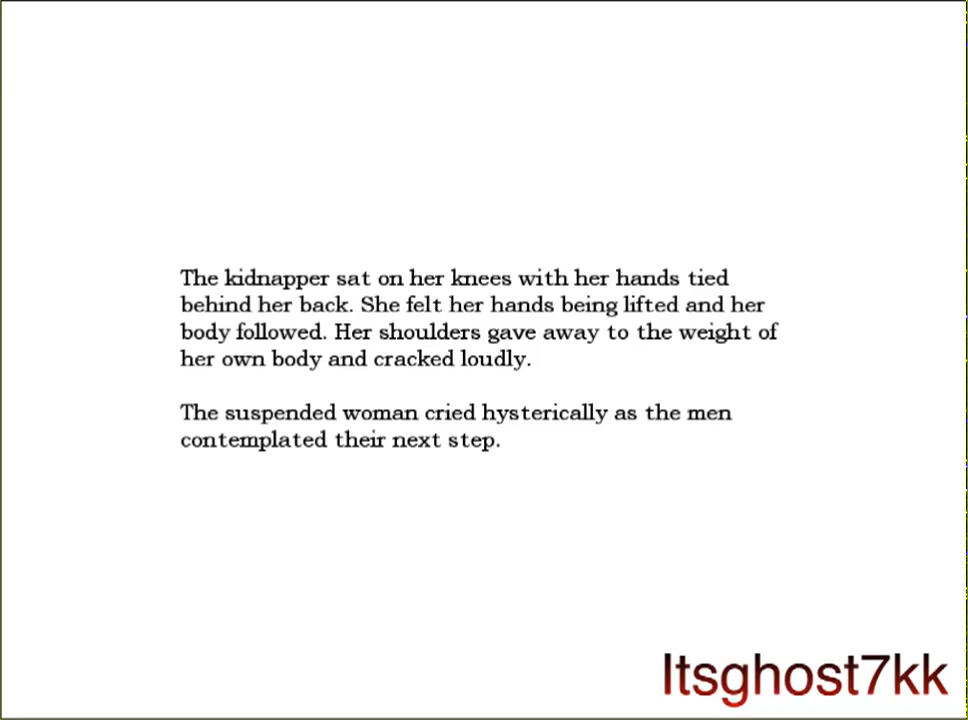 The kidnapper sat on her knees with her hands tied
behind her back. She felt her hands being lifted and her
body followed. Her shoulders gave away to the weight of
her own body and cracked loudly.
The suspended woman cried hysterically as the men
contemplated their next step.
Itsghost7kk